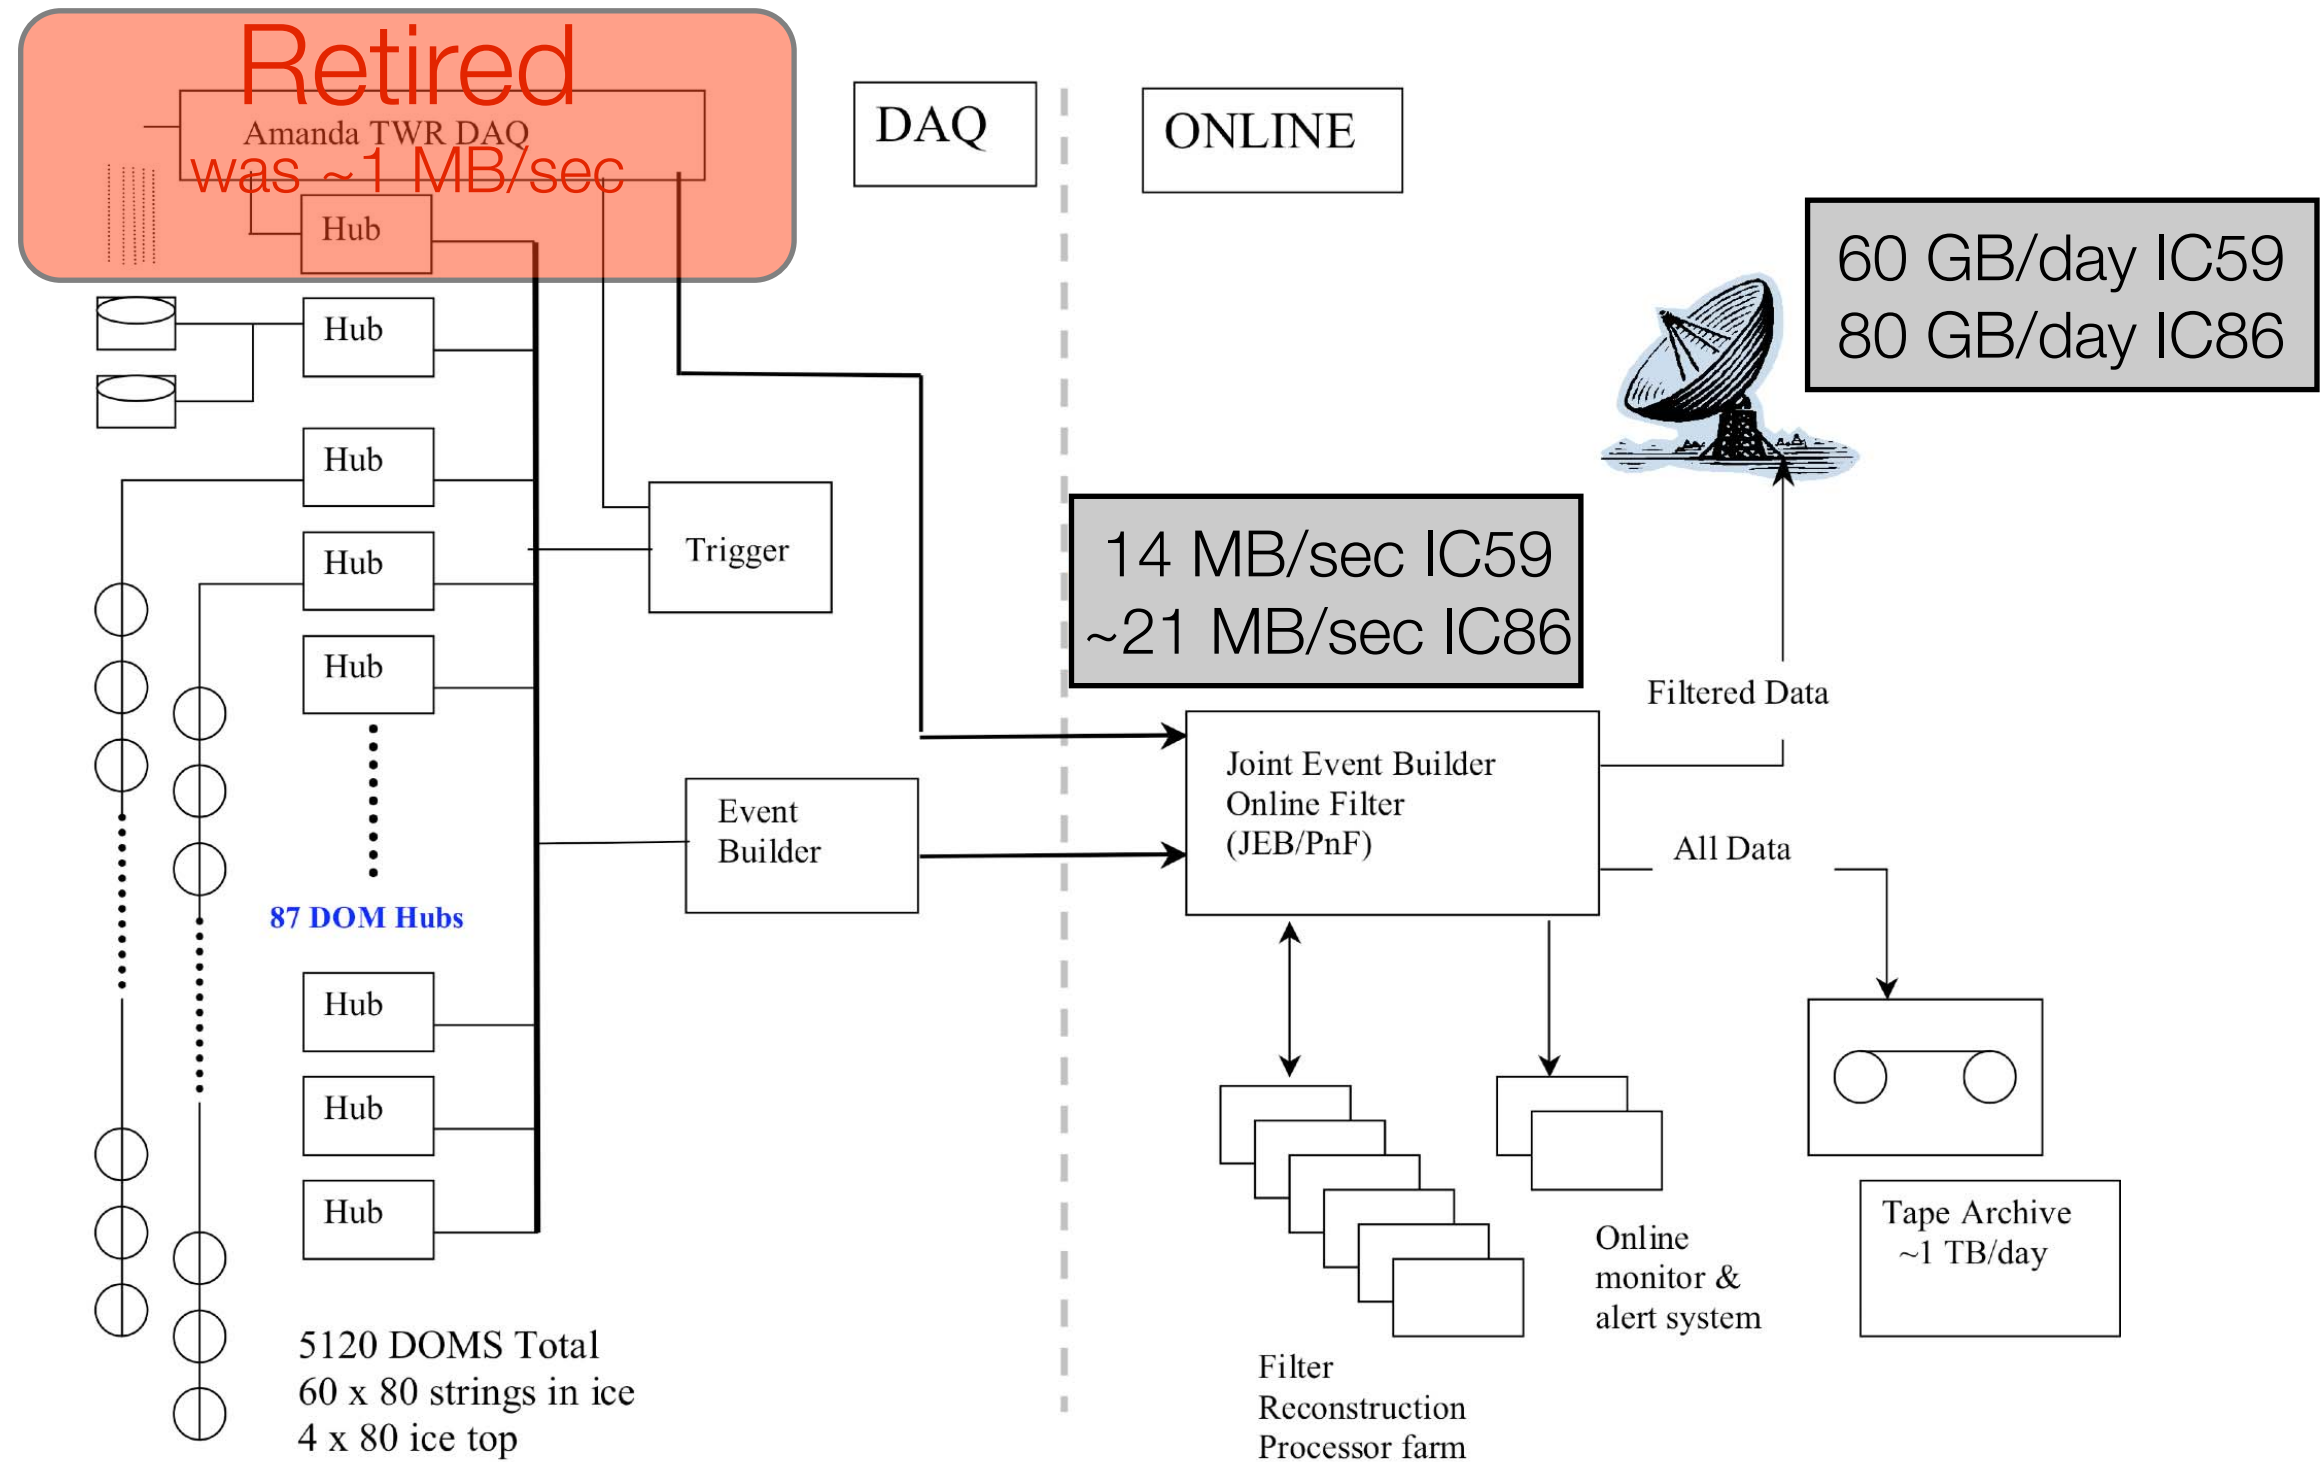 Retired
Amanda TWR DAQ
was ~1 MB/sec
Hub
DAQ
ONLINE
60 GB/day IC59
80 GB/day IC86
Hub
Hub
Hub
Hub
Trigger
14 MB/sec IC59
~21 MB/sec IC86
Filtered Data
Joint Event Builder
Online Filter
(JEB/PnF)
Event
Builder
All Data
87 DOM Hubs
Hub
Hub
Hub
Tape Archive
~1 TB/day
Online
monitor &
alert system
5120 DOMS Total
60 x 80 strings in ice
4 x 80 ice top
Filter
Reconstruction
Processor farm